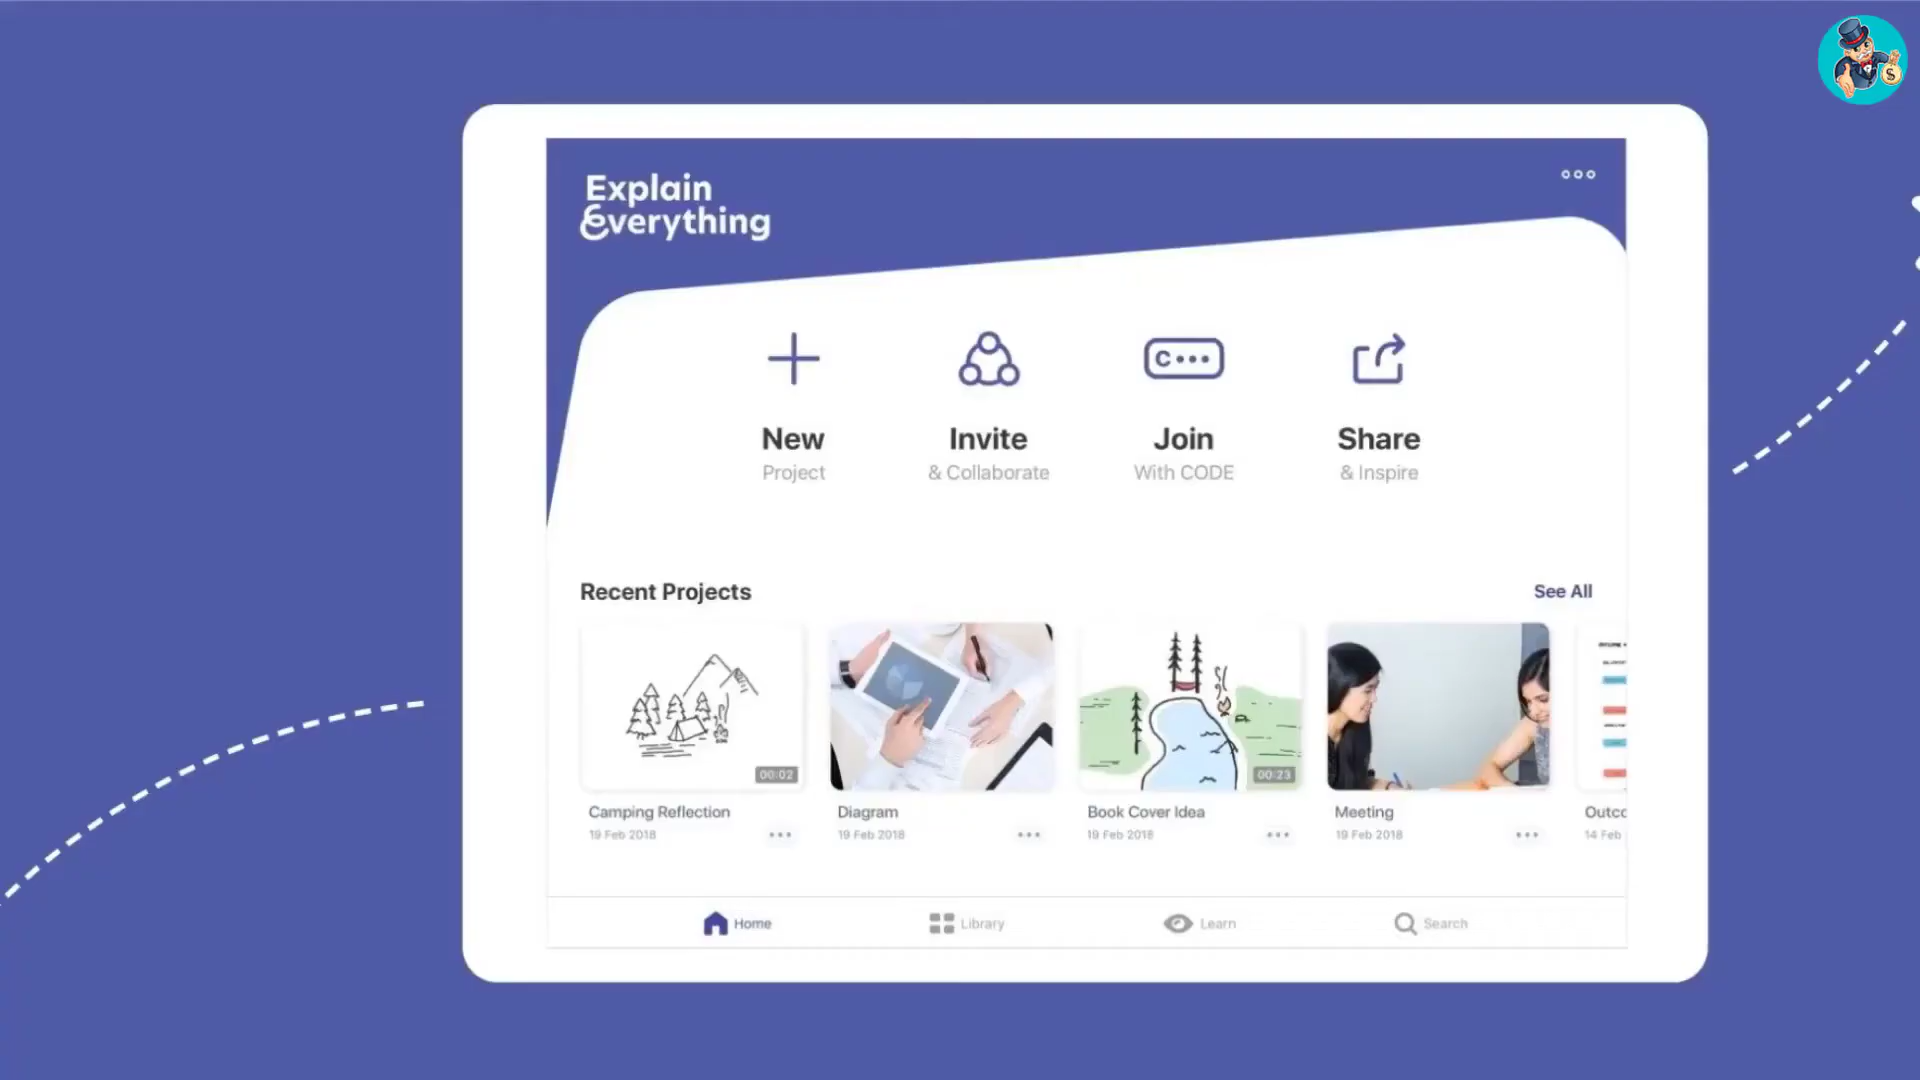 Explain
Everything
New
Project
Invite
& Collaborate
C
Join
With CODE
Share
& Inspire
Recent Projects
See All
00:02
00:23
Camping Reflection
19 Feb 2018
Diagram
19 Feb 2018
Book Cover Idea
19 Feb 2018
Meeting
19 Feb 2018
Outco
14 Feb
Home
Library
Learn
Search
$